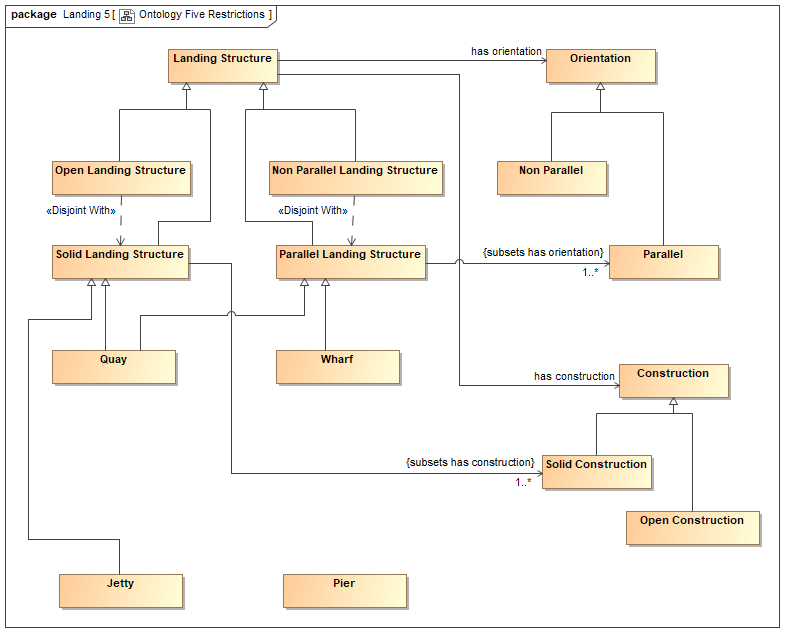 package Landing 5 [ Ontology Five Restrictions ]
has orientation
Landing Structure
Orientation
Open Landing Structure
Non Parallel Landing Structure
Non Parallel
«Disjoint With»
«Disjoint With»
Solid Landing Structure
Parallel Landing Structure
{subsets has orientation}
Parallel
1..*
Quay
Wharf
has construction
Construction
{subsets has construction}
Solid Construction
1..*
Open Construction
Jetty
Pier